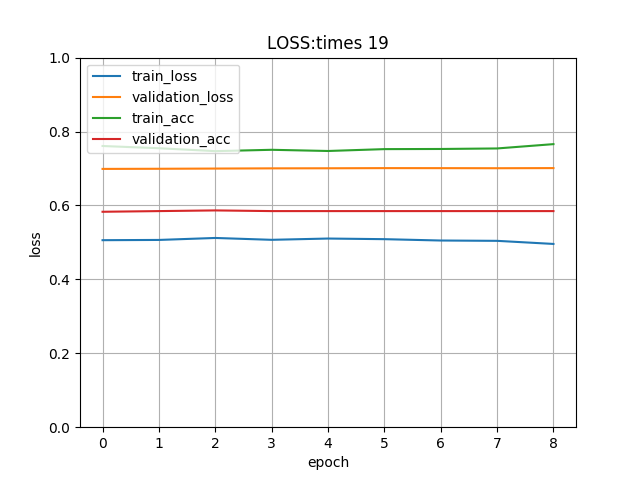 LOSS:times 19
train_loss
validation_loss
train_acc
validation_acc
1.0
0.8
0.6
0.4
0.2
0.0
loss
0 1 2 3 4 5 6 7 8
epoch